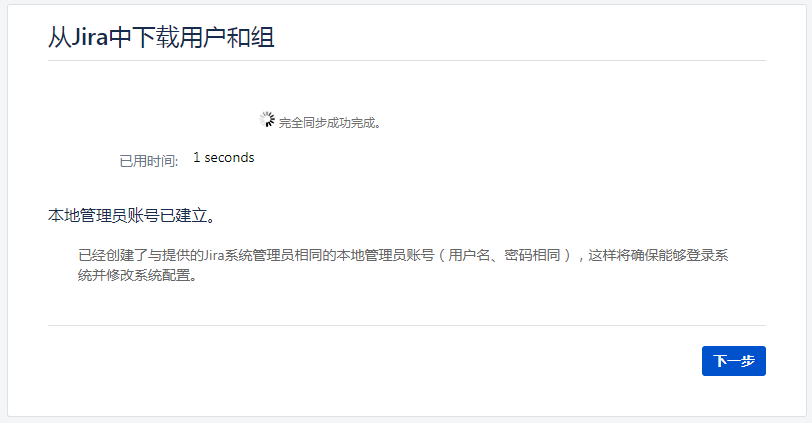 从Jira中下载用户和组
完全同步成功完成。
已用时间: 1 seconds
本地管理员账号已建立。
已经创建了与提供的Jira系统管理员相同的本地管理员账号（用户名、密码相同），这样将确保能够登录系
统并修改系统配置。
下一步